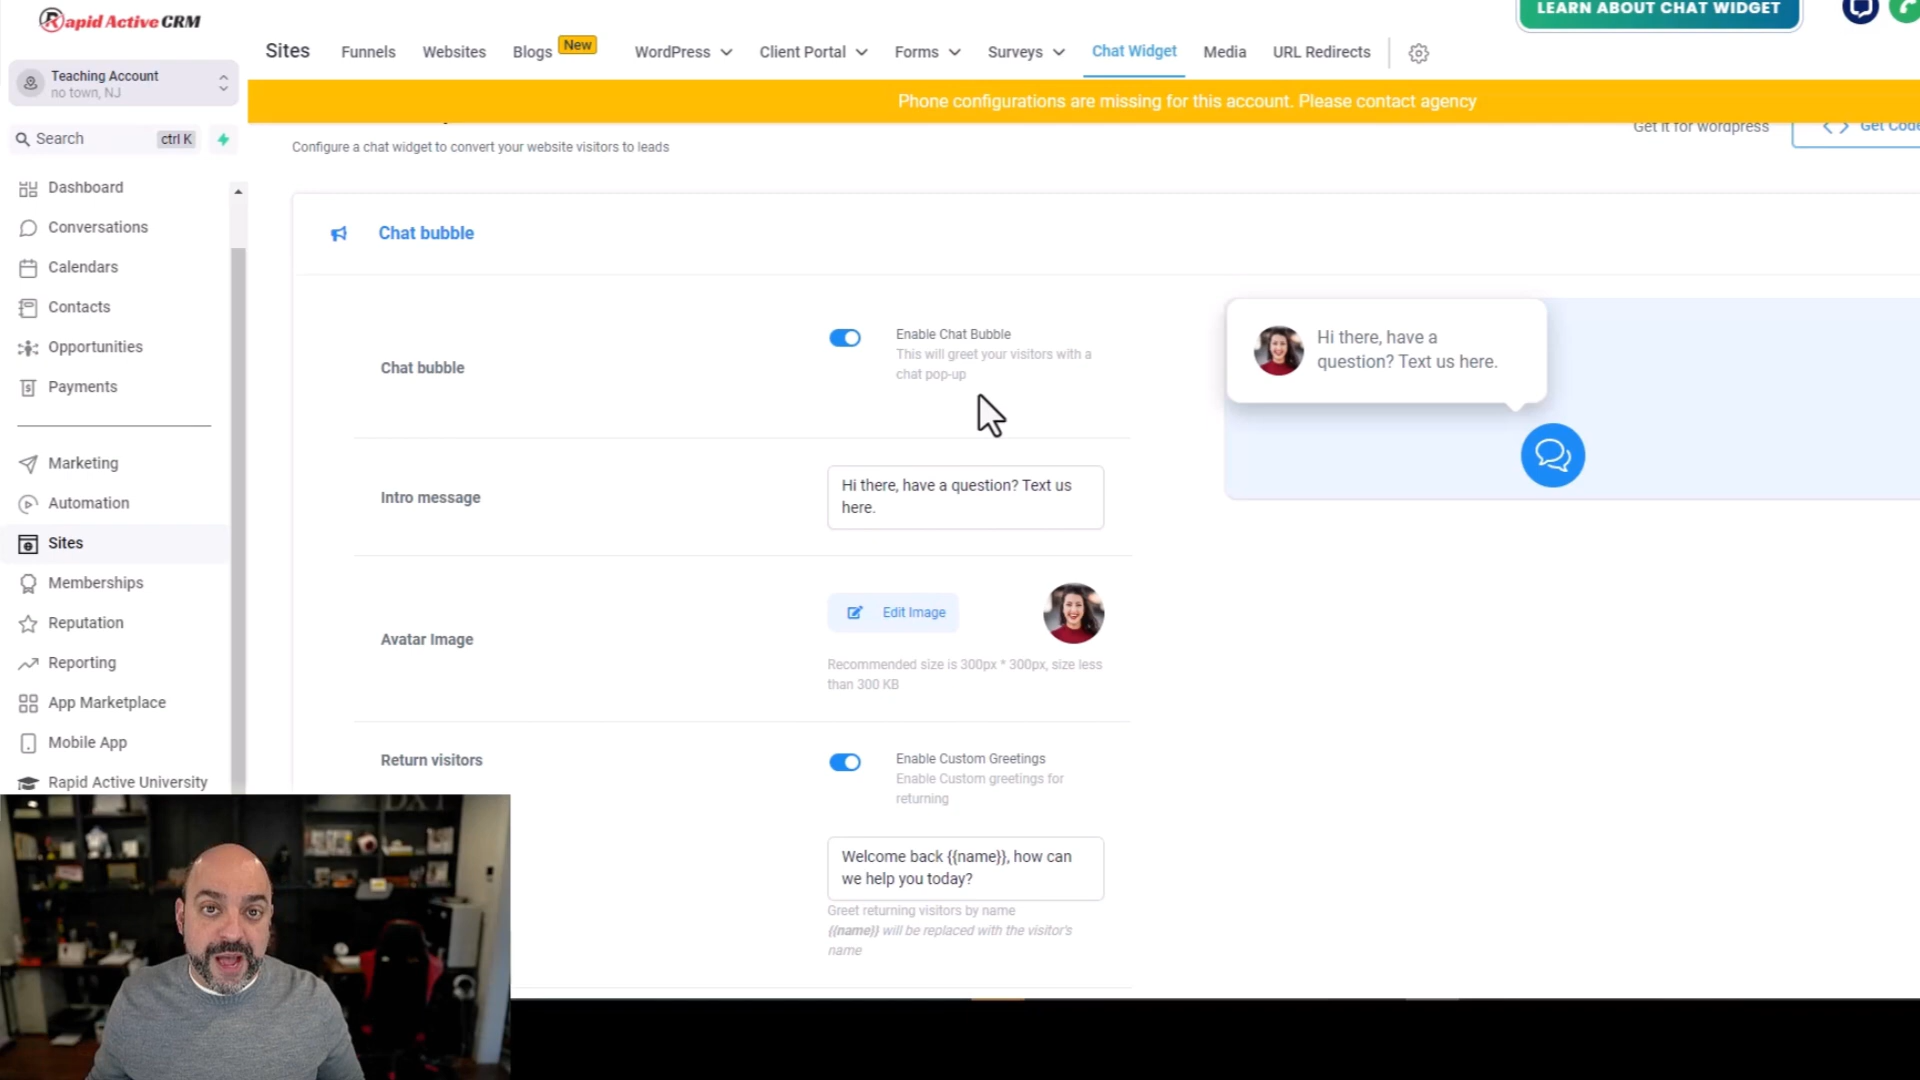 Rapid Active CRM
LEARN ABOUT CHAT WIDGET
Sites
Funnels
Websites
Blogs
New
WordPress
Client Portal
Forms
Surveys
Chat Widget
Media
URL Redirects
Teaching Account
no town, NJ
Phone configurations are missing for this account. Please contact agency
Search
ctrl K
Get it for wordpress
Get Code
Configure a chat widget to convert your website visitors to leads
Dashboard
Conversations
Calendars
Contacts
Opportunities
Payments
Marketing
Automation
Sites
Memberships
Reputation
Reporting
App Marketplace
Mobile App
Rapid Active University
Chat bubble
Chat bubble
Enable Chat Bubble
This will greet your visitors with a
chat pop-up
Hi there, have a
question? Text us here.
Intro message
Hi there, have a question? Text us
here.
Avatar Image
Edit Image
Recommended size is 300px * 300px, size less
than 300 KB
Return visitors
Enable Custom Greetings
Enable Custom greetings for
returning
Welcome back {{name}}, how can
we help you today?
Greet returning visitors by name
{{name}} will be replaced with the visitor's
name